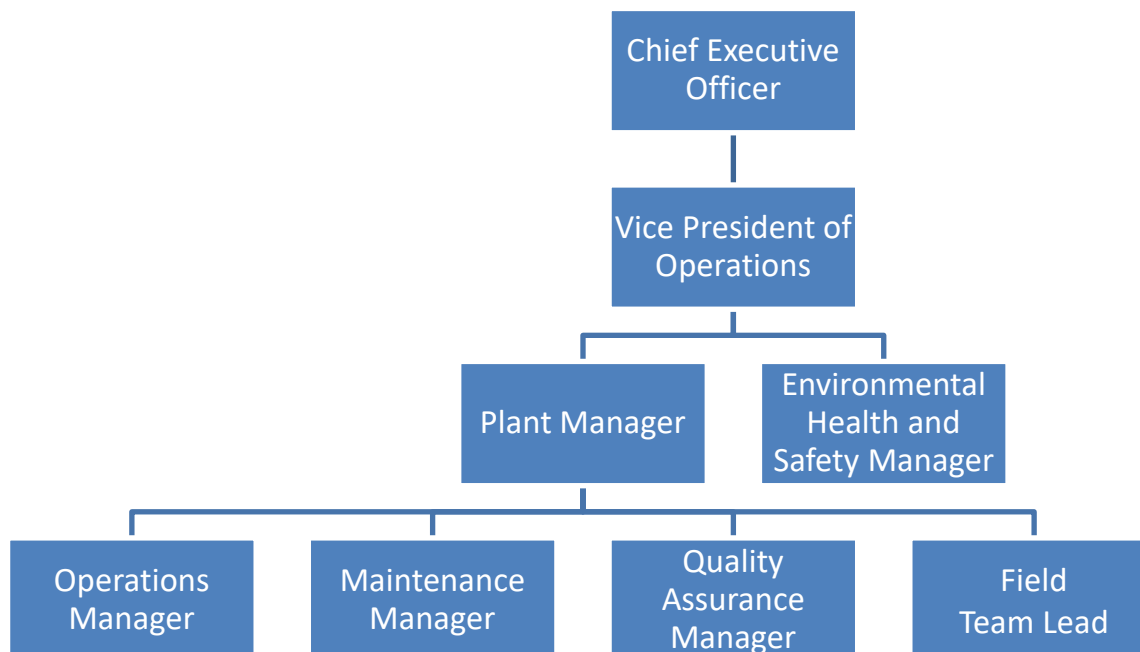 Chief Executive
Officer
Vice President of
Operations
Plant Manager
Environmental
Health and
Safety Manager
Operations
Manager
Maintenance
Manager
Quality
Assurance
Manager
Field
Team Lead